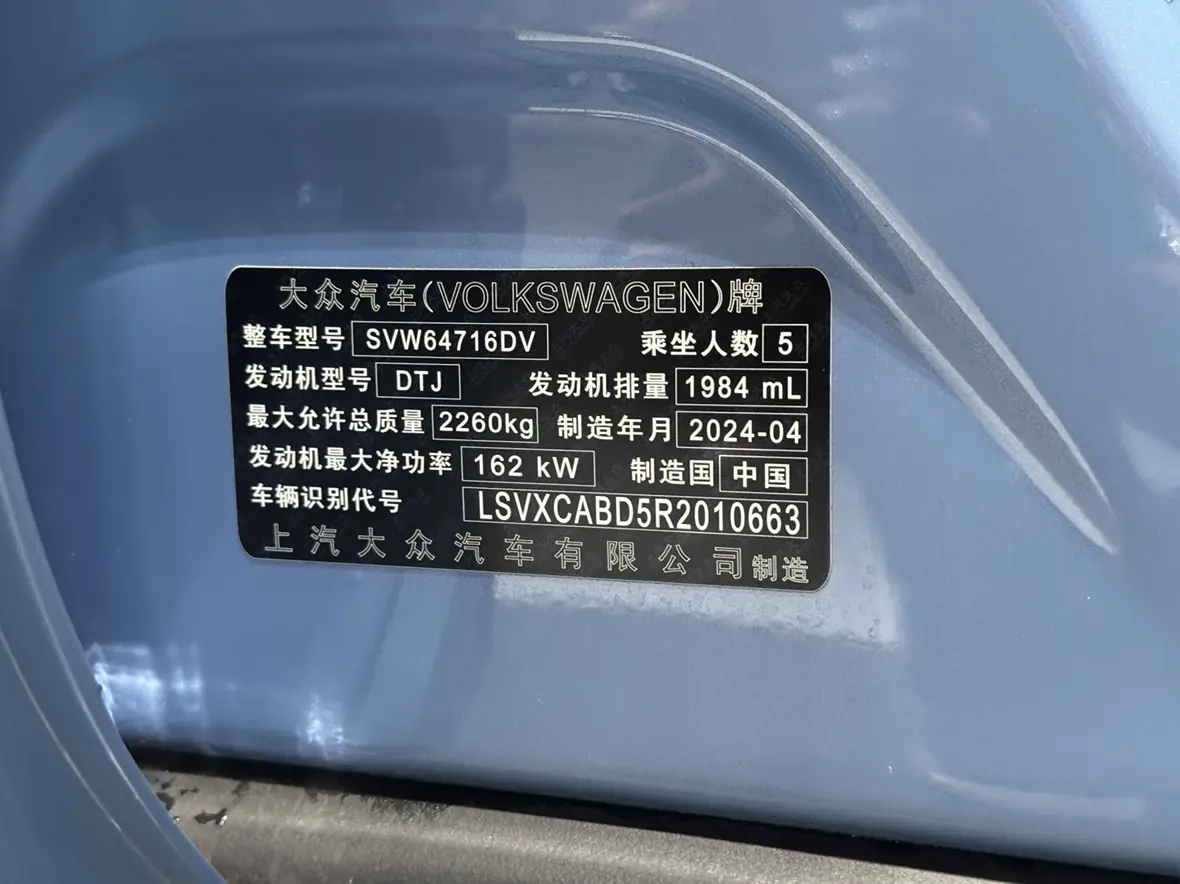 大众汽车(VOLKSWAGEN)牌
整车型号 SVW64716DV 乘坐人数 5
发动机型号 DTJ 发动机排量 1984 mL
最大允许总质量 2260kg 制造年月 2024-04
发动机最大净功率 162 kW 制造国 中国
车辆识别代号 LSVXCABD5R2010663
上汽大众汽车有限公司制造